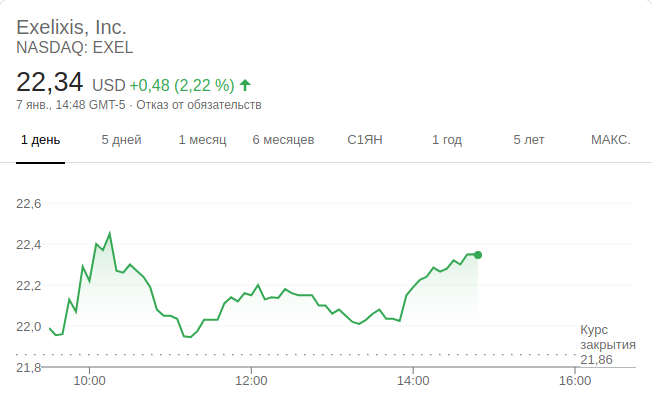 Exelixis, Inc.
NASDAQ: EXEL
22,34 USD +0,48 (2,22 %)
7 янв., 14:48 GMT-5 · Отказ от обязательств
1 день 5 дней 1 месяц 6 месяцев С1ЯН 1 год 5 лет МАКС.
22,6
22,4
22,2
22,0
Курс
закрытия
21,86
21,8
10:00 12:00 14:00 16:00